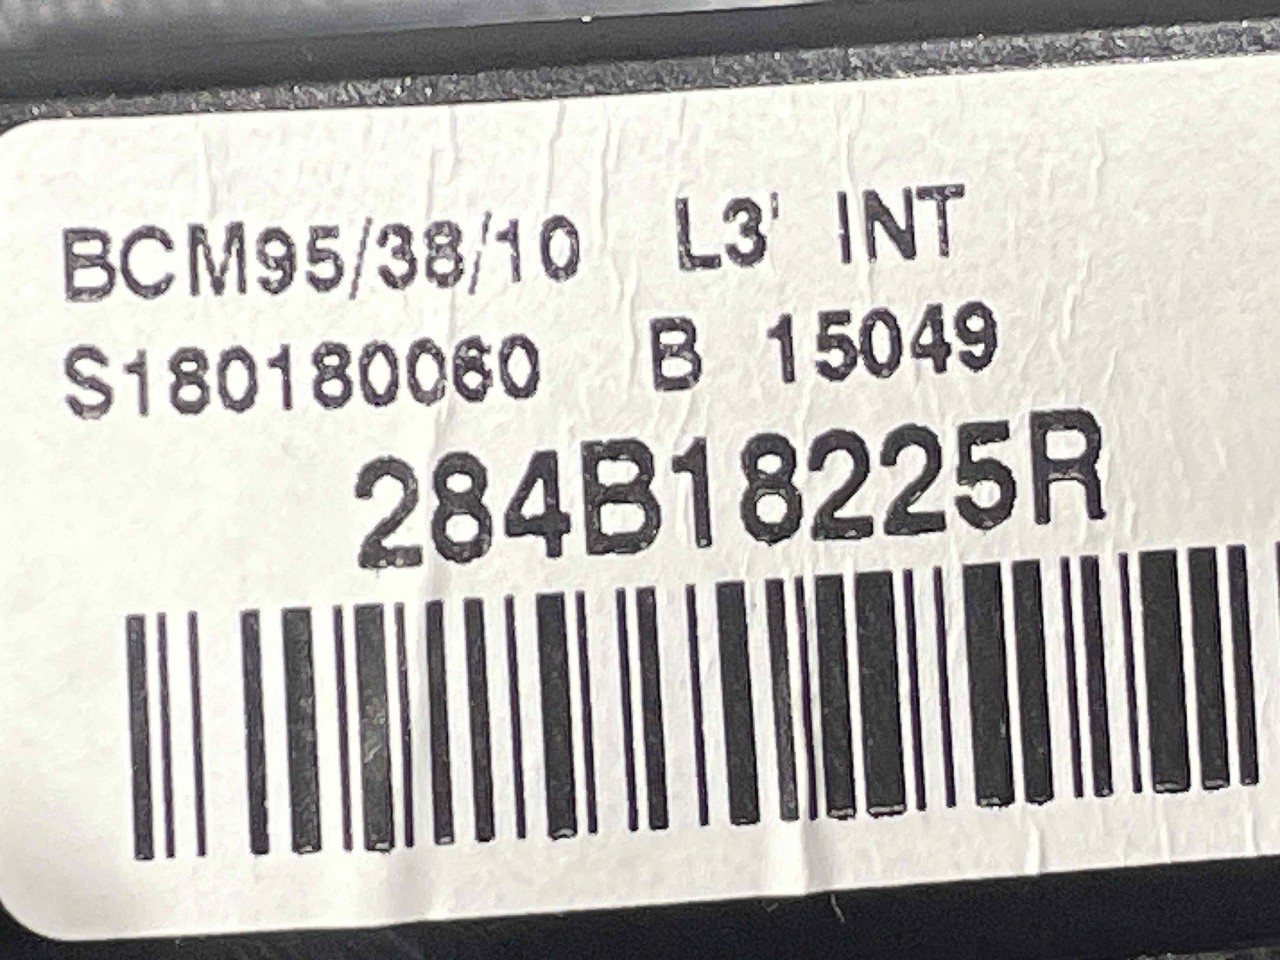 BCM95/38/10 L3' INT
S180180060 B 15049
284B18225R